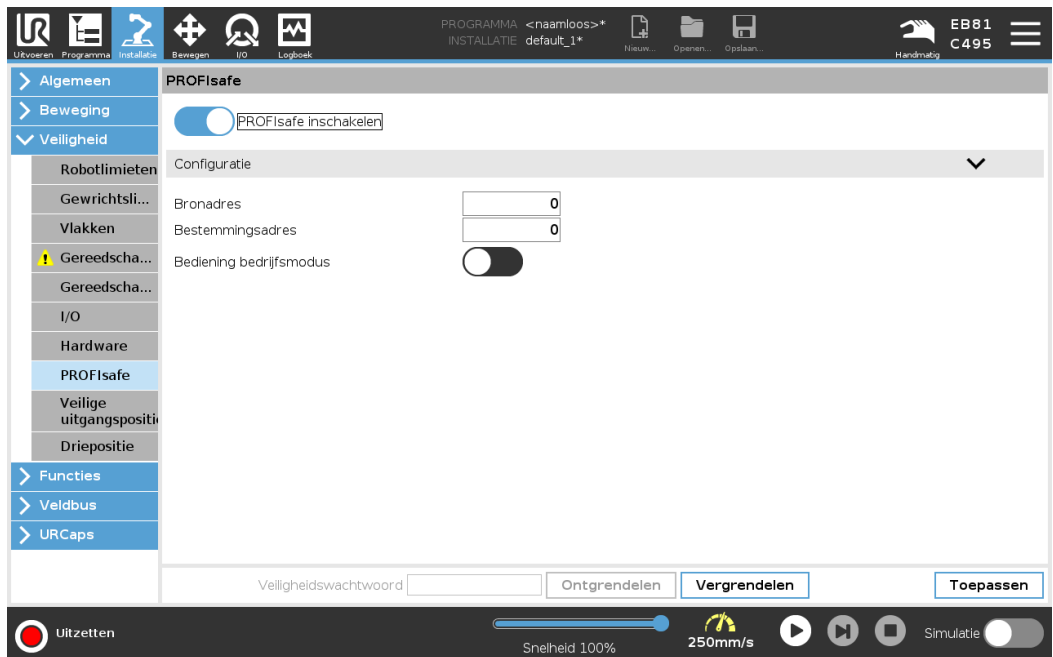 PROGRAMMA <naamloos>*
INSTALLATIE default_1*
Uitvoeren Programma Installatie Bewegen I/O Logboek
Nieuw... Openen... Opslaan...
Handmatig
EB81
C495
Algemeen
Beweging
Veiligheid
Robotlimieten
Gewrichtsli...
Vlakken
Gereedscha...
Gereedscha...
I/O
Hardware
PROFIsafe
Veilige
uitgangspositi
Driepositie
Functies
Veldbus
URCaps
PROFIsafe
PROFIsafe inschakelen
Configuratie
Bronadres 0
Bestemmingsadres 0
Bediening bedrijfsmodus
Veiligheidswachtwoord Ontgrendelen Vergrendelen Toepassen
Uitzetten
Snelheid 100%
250mm/s
Simulatie